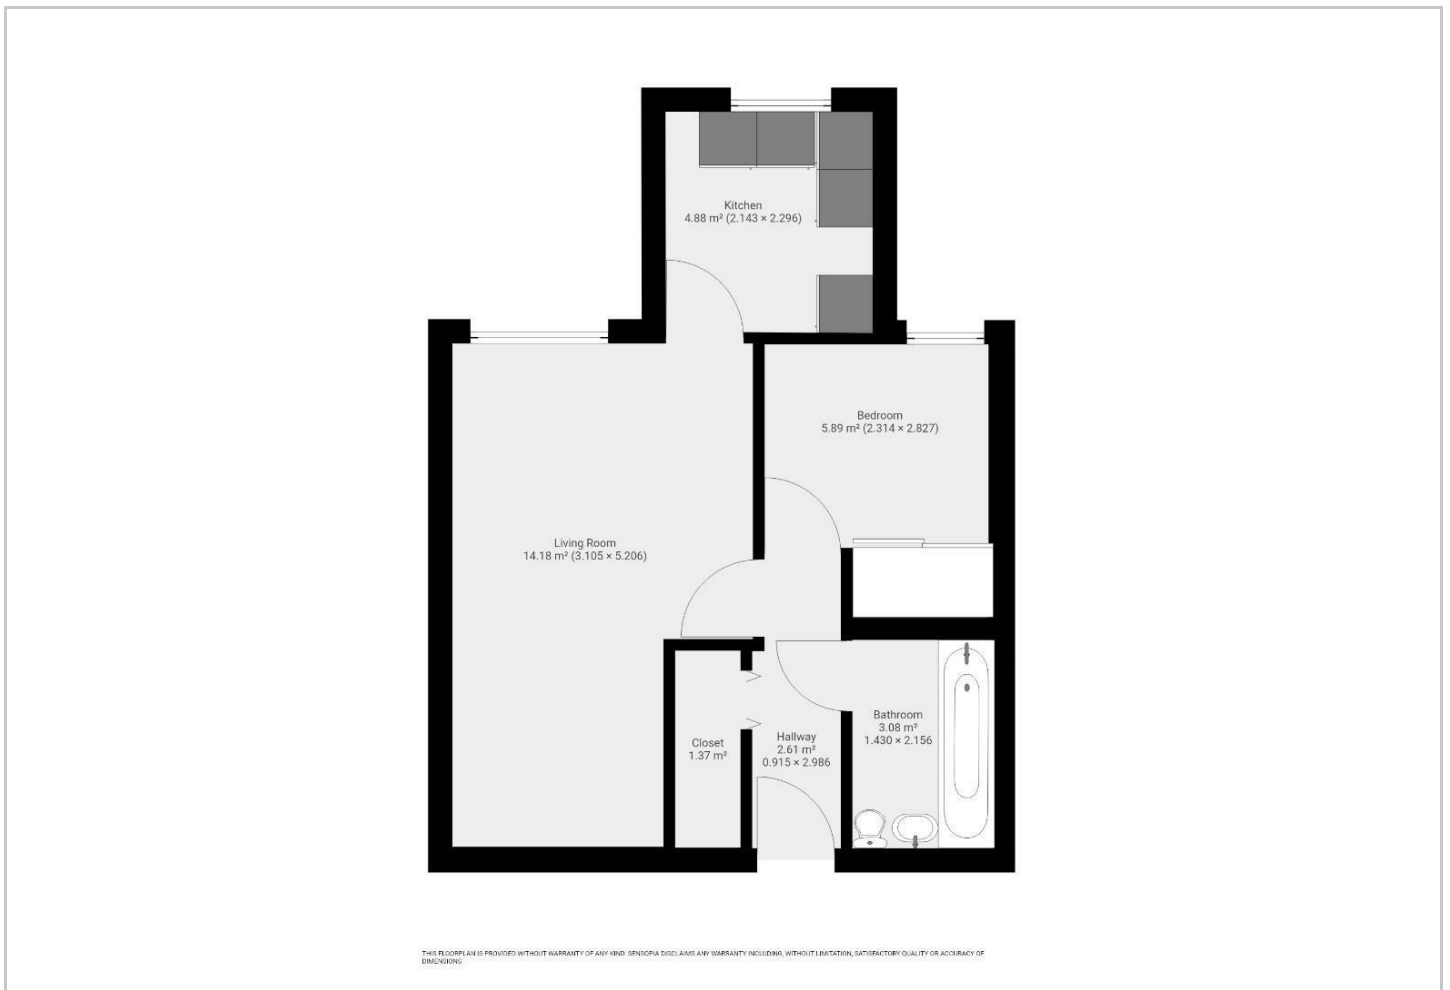 Kitchen
4.88 m² (2.143 × 2.296)
Bedroom
5.89 m² (2.314 × 2.827)
Living Room
14.18 m² (3.105 × 5.206)
Closet
1.37 m²
Hallway
2.61 m²
0.915 × 2.986
Bathroom
3.08 m²
1.430 × 2.156
THIS FLOORPLAN IS PROVIDED WITHOUT WARRANTY OF ANY KIND. SENSOPIA DISCLAIMS ANY WARRANTY INCLUDING, WITHOUT LIMITATION, SATISFACTORY QUALITY OR ACCURACY OF
DIMENSIONS.